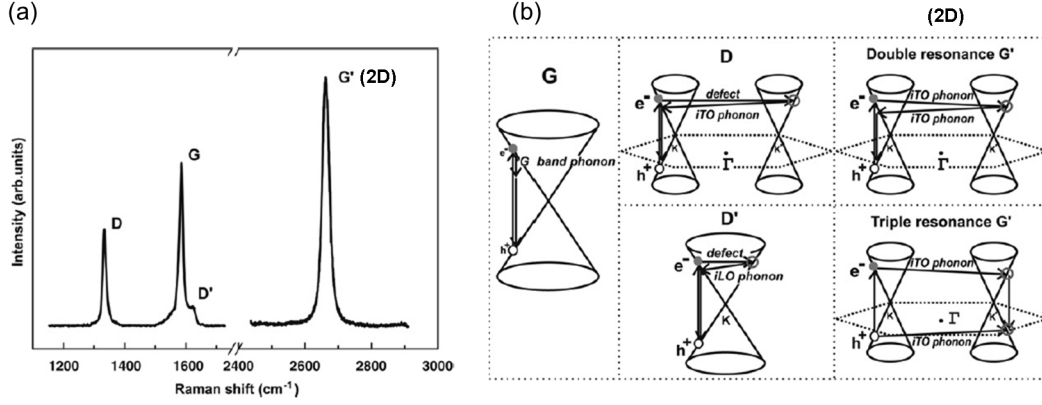 (a)
(b)
(2D)
G' (2D)
G
D
D'
Intensity (arb.units)
1200 1400 1600 2400 2600 2800 3000
Raman shift (cm-1)
G
e-
G band phonon
h+
D
defect
iTO phonon
e-
K
K'
Γ
h+
Double resonance G'
iTO phonon
iTO phonon
e-
K
K'
Γ
h+
D'
defect
iLO phonon
e-
K
h+
Triple resonance G'
iTO phonon
e-
K
K'
Γ
iTO phonon
h+